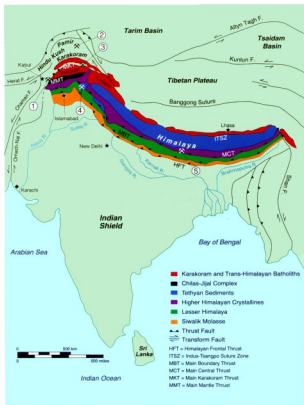 Tarim Basin
Altyn Tagh F.
Tsaidam
Basin
Pamir
Hindu Kush
Karakoram
2
3
Kabul
Herat F.
MMT
Kunlun F.
Tibetan Plateau
Banggong Suture
Chaman F.
1
4
Islamabad
Himalaya
Lhasa
ITSZ
MCT
MBT
HFT
5
New Delhi
Brahmaputra
Karachi
Indian
Shield
Arabian Sea
Bay of Bengal
Karakoram and Trans-Himalayan Batholiths
Chilas-Jijal Complex
Tethyan Sediments
Higher Himalayan Crystallines
Lesser Himalaya
Siwalik Molasse
Thrust Fault
Transform Fault
HFT = Himalayan Frontal Thrust
ITSZ = Indus-Tsangpo Suture Zone
MBT = Main Boundary Thrust
MCT = Main Central Thrust
MKT = Main Karakoram Thrust
MMT = Main Mantle Thrust
Sri
Lanka
Indian Ocean